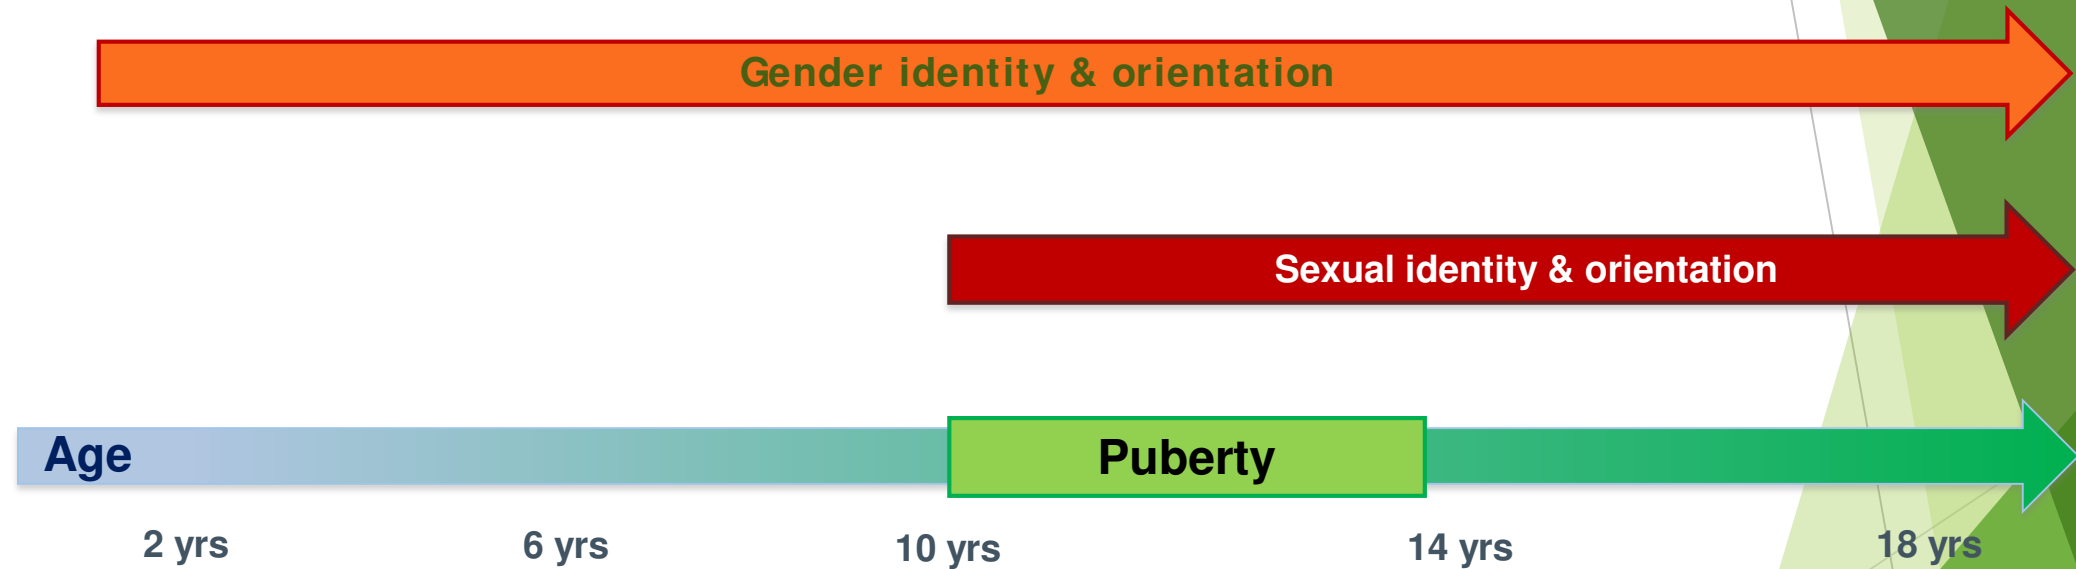 Gender identity & orientation
Sexual identity & orientation
Age
Puberty
2 yrs
6 yrs
10 yrs
14 yrs
18 yrs